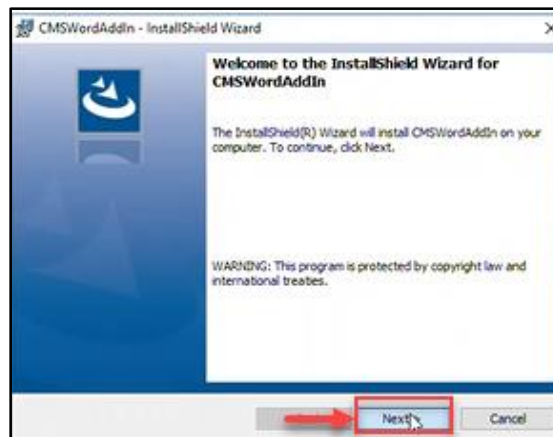 CMSWordAddIn - InstallShield Wizard
Welcome to the InstallShield Wizard for
CMSWordAddIn
The InstallShield(R) Wizard will install CMSWordAddIn on your
computer. To continue, click Next.
WARNING: This program is protected by copyright law and
international treaties.
Next
Cancel